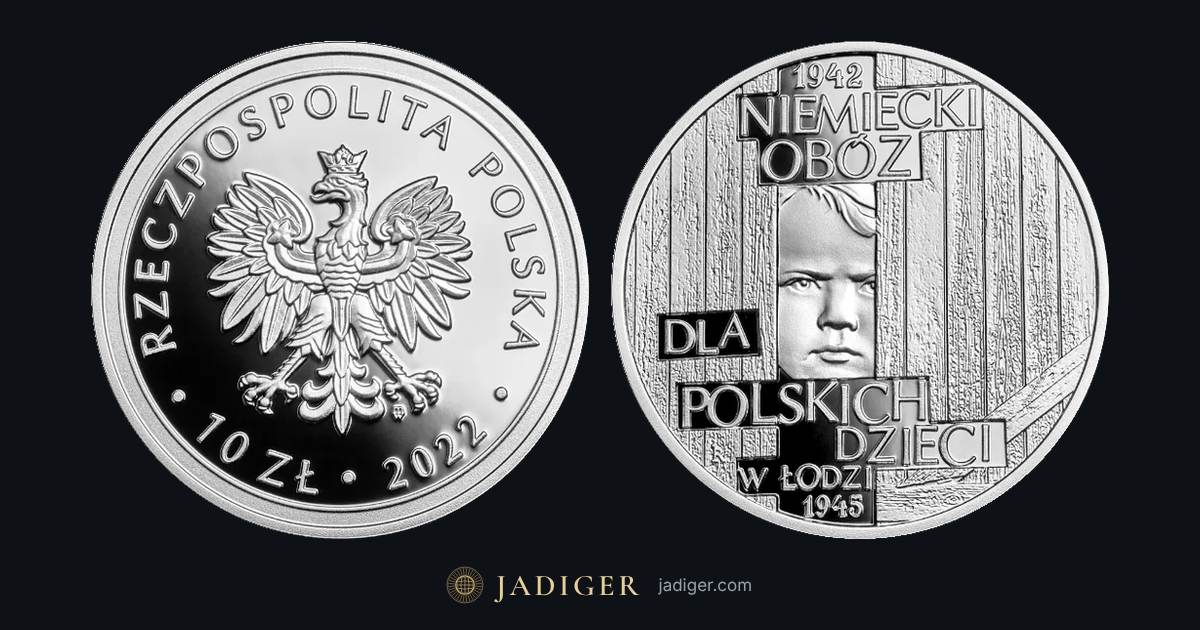 RZECZPOSPOLITA POLSKA
10 ZŁ • 2022
1942
NIEMIECKI
OBÓZ
DLA
POLSKICH
DZIECI
W ŁODZI
1945
JADIGER
jadiger.com